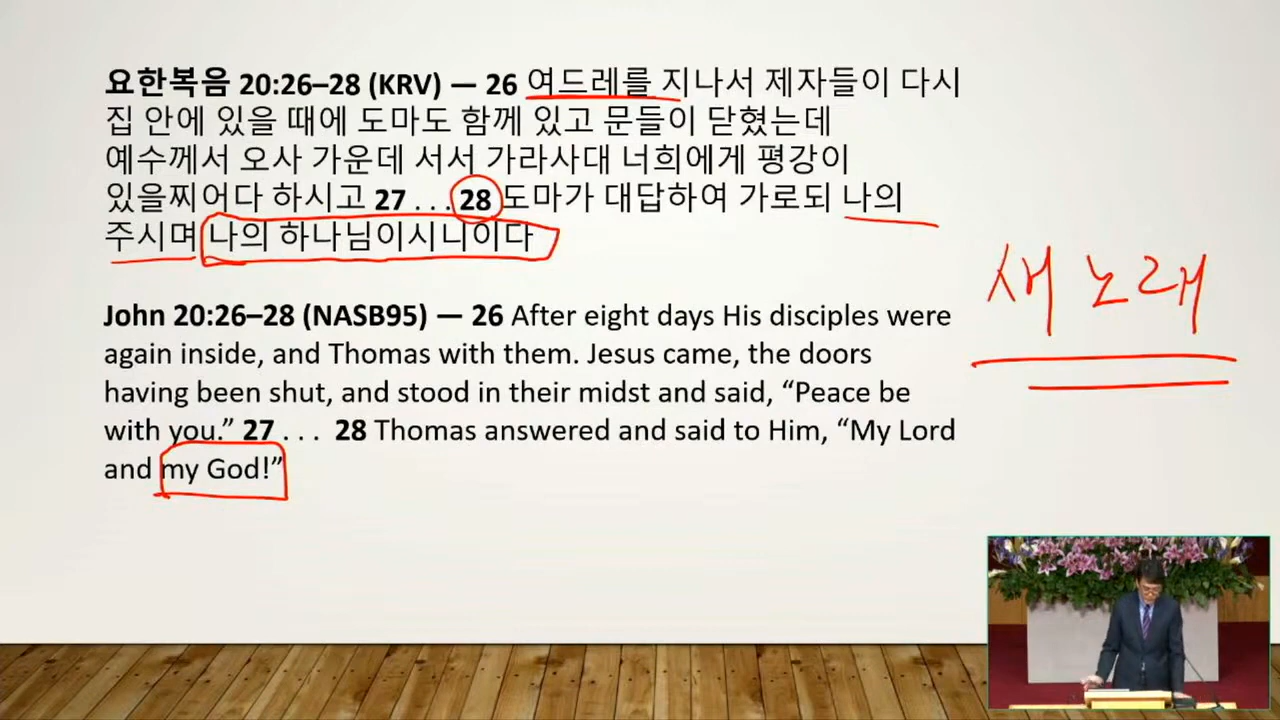 요한복음 20:26–28 (KRV) — 26 여드레를 지나서 제자들이 다시
집 안에 있을 때에 도마도 함께 있고 문들이 닫혔는데
예수께서 오사 가운데 서서 가라사대 너희에게 평강이
있을찌어다 하시고 27 . . . 28 도마가 대답하여 가로되 나의
주시며 나의 하나님이시니이다
새 노래
John 20:26–28 (NASB95) — 26 After eight days His disciples were
again inside, and Thomas with them. Jesus came, the doors
having been shut, and stood in their midst and said, “Peace be
with you.” 27 . . . 28 Thomas answered and said to Him, “My Lord
and my God!”